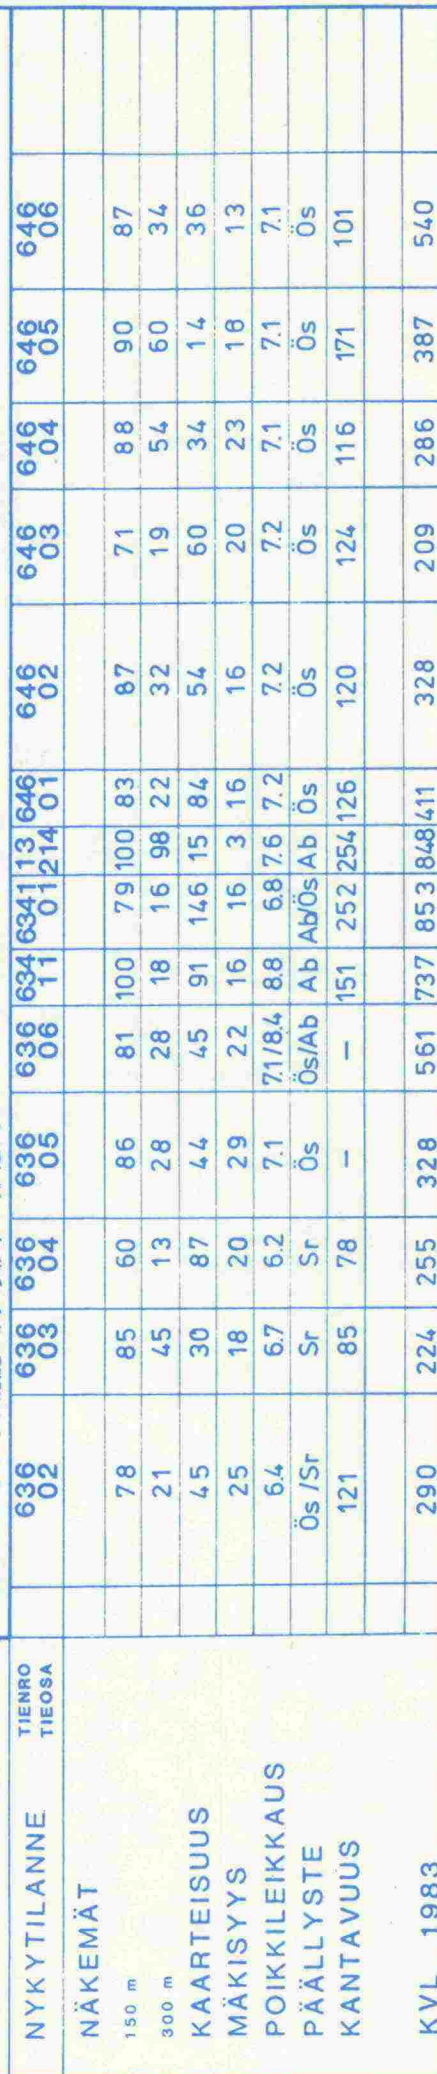 NYKYTILANNE TIENRO 636 636 636 636 636 634 6341 13 646 646 646 646 646 646
TIEOSA 02 03 04 05 06 11 01 214 01 02 03 04 05 06
NÄKEMÄT
150 m 78 85 60 86 81 100 79 100 83 87 71 88 90 87
300 m 21 45 13 28 28 18 16 98 22 32 19 54 60 34
KAARTEISUUS 45 30 87 44 45 91 146 15 84 54 60 34 14 36
MÄKISYYS 25 18 20 29 22 16 16 3 16 16 20 23 18 13
POIKKILEIKKAUS 6.4 6.7 6.2 7.1 7.1/8.4 8.8 6.8 7.6 7.2 7.2 7.2 7.1 7.1 7.1
PÄÄLLYSTE Ös/Sr Sr Sr Ös Ös/Ab Ab Ab/Ös Ab Ös Ös Ös Ös Ös Ös
KANTAVUUS 121 85 78 – – 151 252 254 126 120 124 116 171 101
KVL 1983 290 224 255 328 561 737 853 848 411 328 209 286 387 540